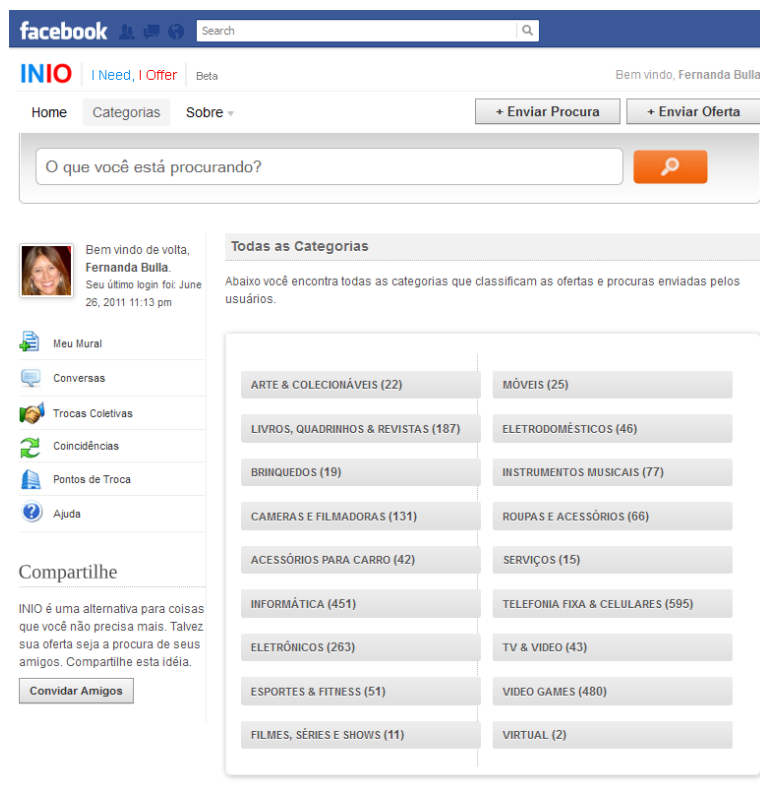 facebook
Search
INIO
I Need, I Offer
Beta
Bem vindo, Fernanda Bulla
Home
Categorias
Sobre
+ Enviar Procura
+ Enviar Oferta
O que você está procurando?
Bem vindo de volta,
Fernanda Bulla.
Seu último login foi: June
26, 2011 11:13 pm
Meu Mural
Conversas
Trocas Coletivas
Coincidências
Pontos de Troca
Ajuda
Compartilhe
INIO é uma alternativa para coisas
que você não precisa mais. Talvez
sua oferta seja a procura de seus
amigos. Compartilhe esta idéia.
Convidar Amigos
Todas as Categorias
Abaixo você encontra todas as categorias que classificam as ofertas e procuras enviadas pelos
usuários.
ARTE & COLECIONÁVEIS (22)
LIVROS, QUADRINHOS & REVISTAS (187)
BRINQUEDOS (19)
CAMERAS E FILMADORAS (131)
ACESSÓRIOS PARA CARRO (42)
INFORMÁTICA (451)
ELETRÔNICOS (263)
ESPORTES & FITNESS (51)
FILMES, SÉRIES E SHOWS (11)
MÓVEIS (25)
ELETRODOMÉSTICOS (46)
INSTRUMENTOS MUSICAIS (77)
ROUPAS E ACESSÓRIOS (66)
SERVIÇOS (15)
TELEFONIA FIXA & CELULARES (595)
TV & VIDEO (43)
VIDEO GAMES (480)
VIRTUAL (2)